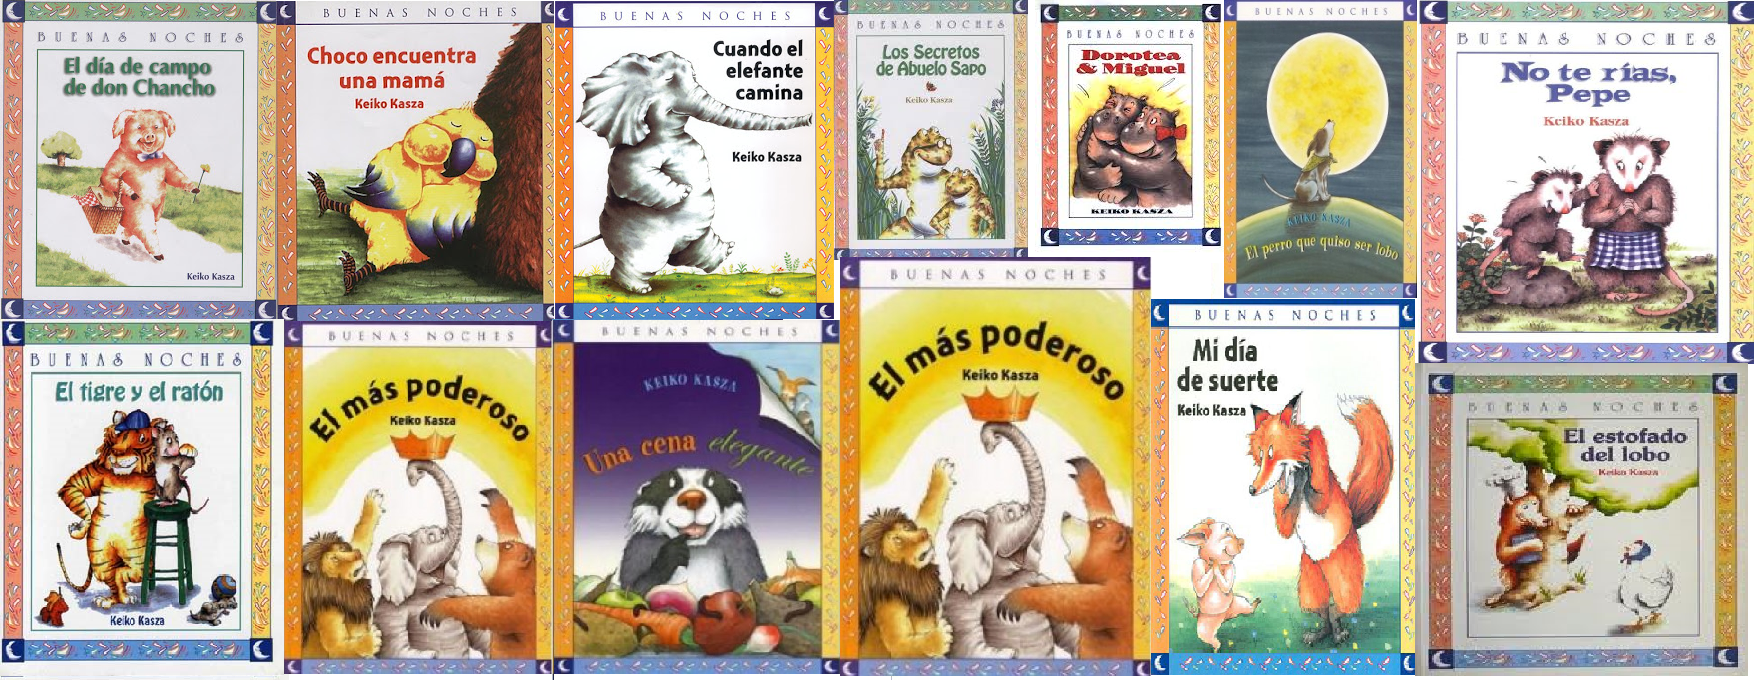 BUENAS NOCHES
El día de campo
de don Chancho
Keiko Kasza
BUENAS NOCHES
Choco encuentra
una mamá
Keiko Kasza
BUENAS NOCHES
Cuando el
elefante
camina
Keiko Kasza
BUENAS NOCHES
Los Secretos
de Abuelo Sapo
Keiko Kasza
BUENAS NOCHES
Dorotea
& Miguel
KEIKO KASZA
BUENAS NOCHES
KEIKO KASZA
El perro que quiso ser lobo
BUENAS NOCHES
No te rías,
Pepe
Keiko Kasza
BUENAS NOCHES
El tigre y el ratón
Keiko Kasza
BUENAS NOCHES
El más poderoso
Keiko Kasza
BUENAS NOCHES
KEIKO KASZA
Una cena elegante
BUENAS NOCHES
El más poderoso
Keiko Kasza
BUENAS NOCHES
Mi día
de suerte
Keiko Kasza
BUENAS NOCHES
El estofado
del lobo
Keiko Kasza